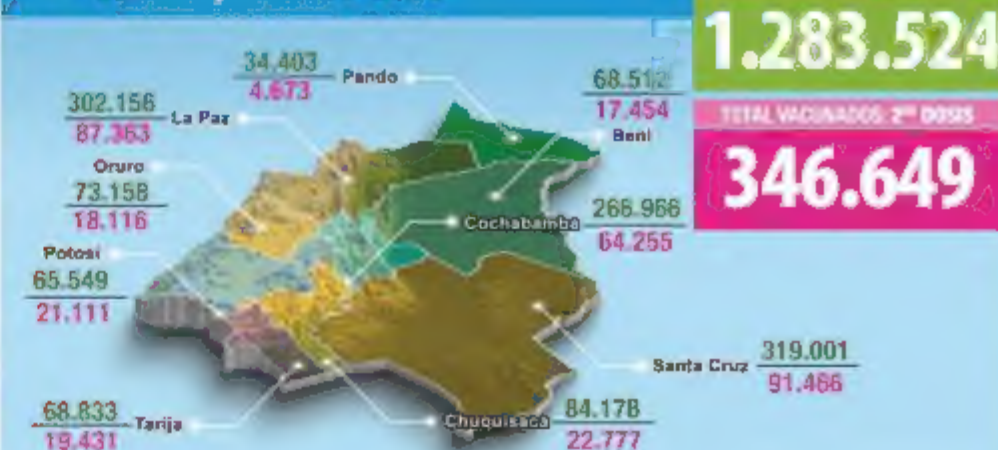 1.283.524
34.403 Pando
4.673
68.512
17.454
Beni
302.156 La Paz
87.363
TOTAL VACUNADOS: 2ᵈᵃ DOSIS
346.649
Oruro
73.158
18.116
Cochabamba 266.966
64.255
Potosí
65.549
21.111
Santa Cruz 319.001
91.466
68.833 Tarija
19.431
Chuquisaca 84.178
22.777